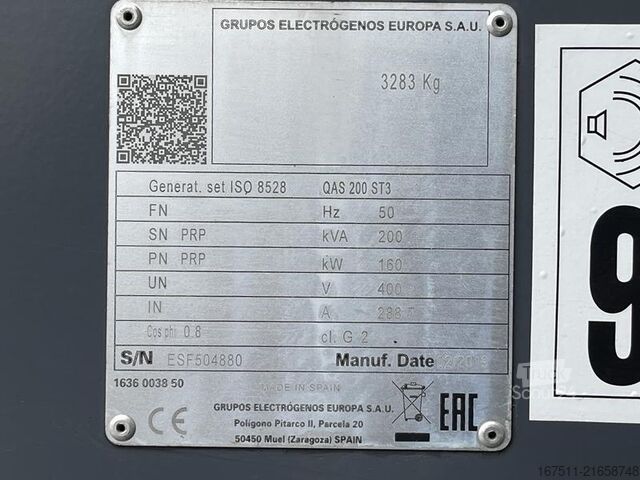 GRUPOS ELECTRÓGENOS EUROPA S.A.U.
3283 Kg
Generat. set ISO 8528 QAS 200 ST3
FN Hz 50
SN PRP kVA 200
PN PRP kW 160
UN V 400
IN A 288
Cos phi 0.8 cl. G 2
S/N ESF504880 Manuf. Date
1636 0038 50
MADE IN SPAIN
CE
GRUPOS ELECTRÓGENOS EUROPA S.A.U.
Polígono Pitarco II, Parcela 20
50450 Muel (Zaragoza) SPAIN
EAC
9
167511-21658748